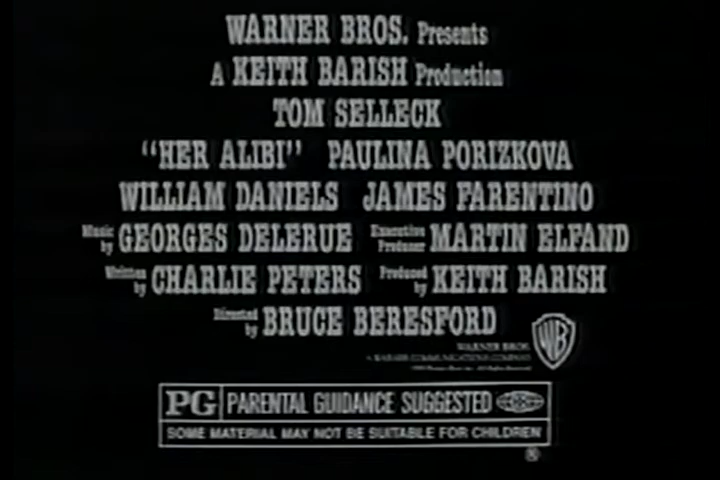 WARNER BROS. Presents
A KEITH BARISH Production
TOM SELLECK
"HER ALIBI" PAULINA PORIZKOVA
WILLIAM DANIELS JAMES FARENTINO
Music by GEORGES DELERUE Executive Producer MARTIN ELFAND
Written by CHARLIE PETERS Produced by KEITH BARISH
Directed by BRUCE BERESFORD
WARNER BROS.
A WARNER COMMUNICATIONS COMPANY
WB
PG PARENTAL GUIDANCE SUGGESTED
SOME MATERIAL MAY NOT BE SUITABLE FOR CHILDREN
®